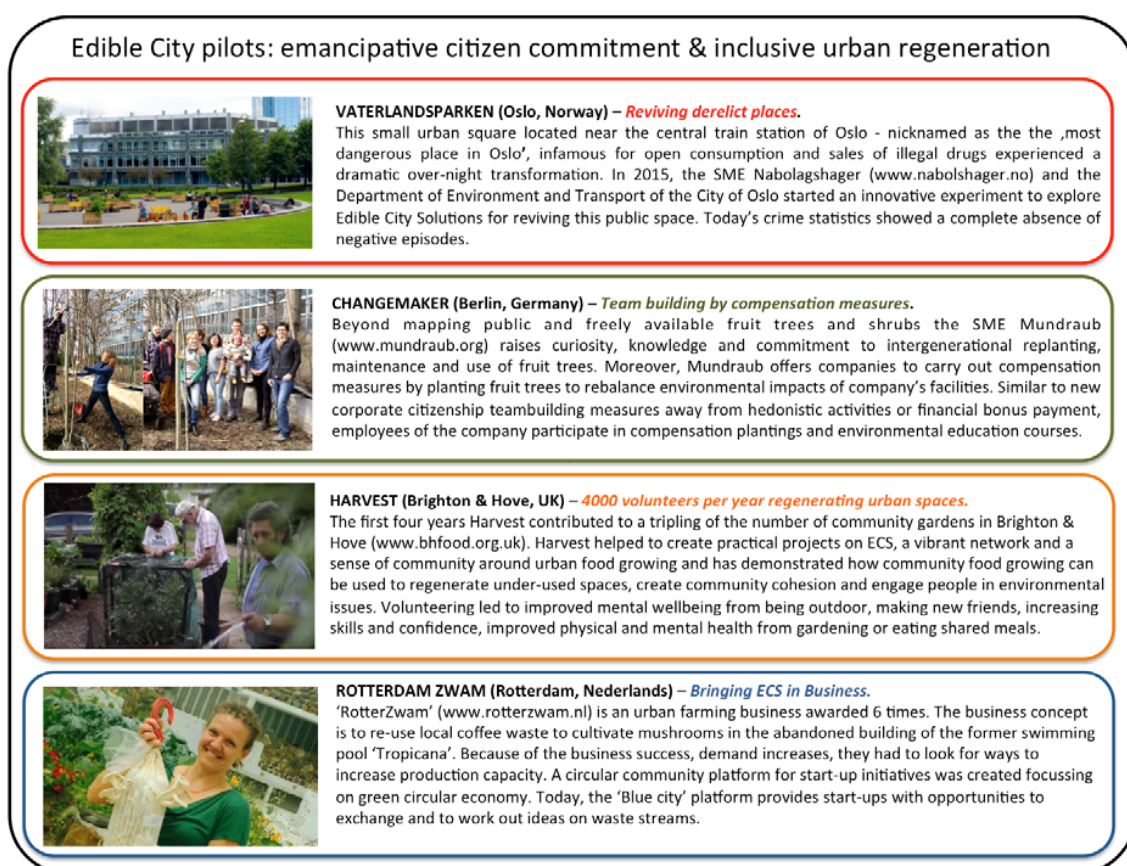 Edible City pilots: emancipative citizen commitment & inclusive urban regeneration
VATERLANDSPARKEN (Oslo, Norway) – Reviving derelict places.
This small urban square located near the central train station of Oslo - nicknamed as the the ‚most
dangerous place in Oslo’, infamous for open consumption and sales of illegal drugs experienced a
dramatic over-night transformation. In 2015, the SME Nabolagshager (www.nabolshager.no) and the
Department of Environment and Transport of the City of Oslo started an innovative experiment to explore
Edible City Solutions for reviving this public space. Today’s crime statistics showed a complete absence of
negative episodes.
CHANGEMAKER (Berlin, Germany) – Team building by compensation measures.
Beyond mapping public and freely available fruit trees and shrubs the SME Mundraub
(www.mundraub.org) raises curiosity, knowledge and commitment to intergenerational replanting,
maintenance and use of fruit trees. Moreover, Mundraub offers companies to carry out compensation
measures by planting fruit trees to rebalance environmental impacts of company’s facilities. Similar to new
corporate citizenship teambuilding measures away from hedonistic activities or financial bonus payment,
employees of the company participate in compensation plantings and environmental education courses.
HARVEST (Brighton & Hove, UK) – 4000 volunteers per year regenerating urban spaces.
The first four years Harvest contributed to a tripling of the number of community gardens in Brighton &
Hove (www.bhfood.org.uk). Harvest helped to create practical projects on ECS, a vibrant network and a
sense of community around urban food growing and has demonstrated how community food growing can
be used to regenerate under-used spaces, create community cohesion and engage people in environmental
issues. Volunteering led to improved mental wellbeing from being outdoor, making new friends, increasing
skills and confidence, improved physical and mental health from gardening or eating shared meals.
ROTTERDAM ZWAM (Rotterdam, Nederlands) – Bringing ECS in Business.
‘RotterZwam’ (www.rotterzwam.nl) is an urban farming business awarded 6 times. The business concept
is to re-use local coffee waste to cultivate mushrooms in the abandoned building of the former swimming
pool ‘Tropicana’. Because of the business success, demand increases, they had to look for ways to
increase production capacity. A circular community platform for start-up initiatives was created focussing
on green circular economy. Today, the ‘Blue city’ platform provides start-ups with opportunities to
exchange and to work out ideas on waste streams.